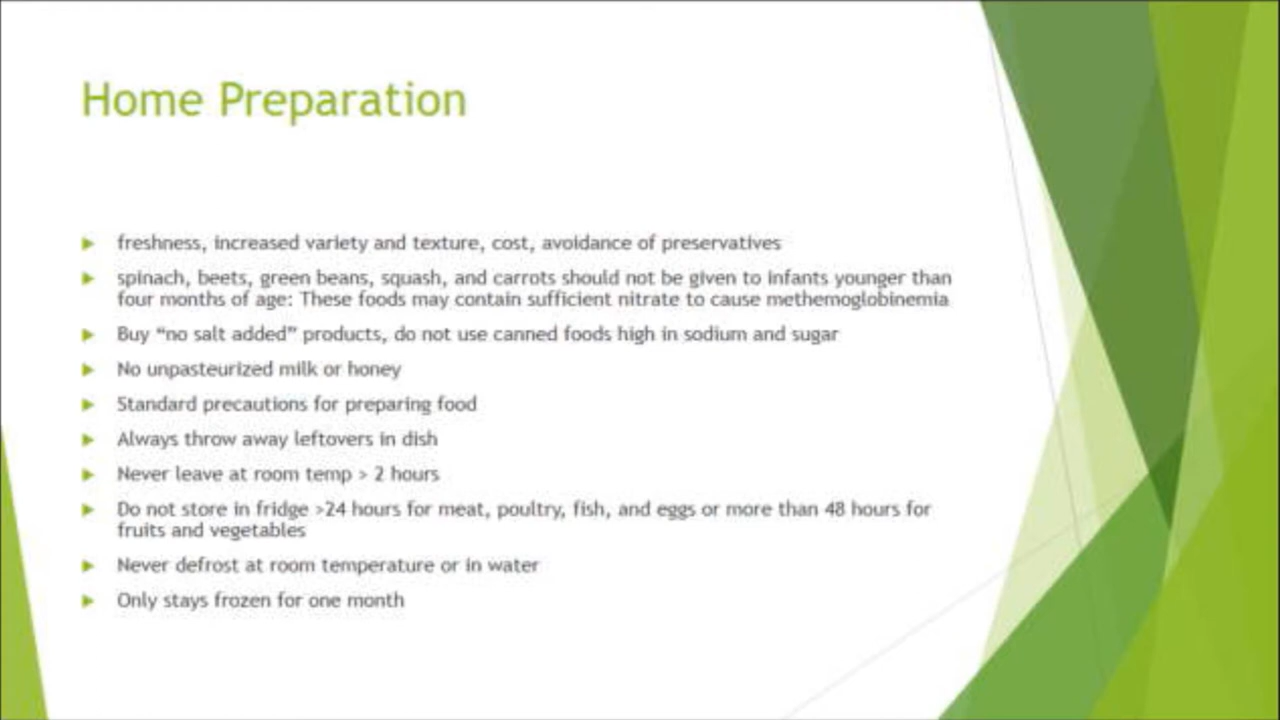 Home Preparation
freshness, increased variety and texture, cost, avoidance of preservatives
spinach, beets, green beans, squash, and carrots should not be given to infants younger than
four months of age: These foods may contain sufficient nitrate to cause methemoglobinemia
Buy “no salt added” products, do not use canned foods high in sodium and sugar
No unpasteurized milk or honey
Standard precautions for preparing food
Always throw away leftovers in dish
Never leave at room temp > 2 hours
Do not store in fridge >24 hours for meat, poultry, fish, and eggs or more than 48 hours for
fruits and vegetables
Never defrost at room temperature or in water
Only stays frozen for one month